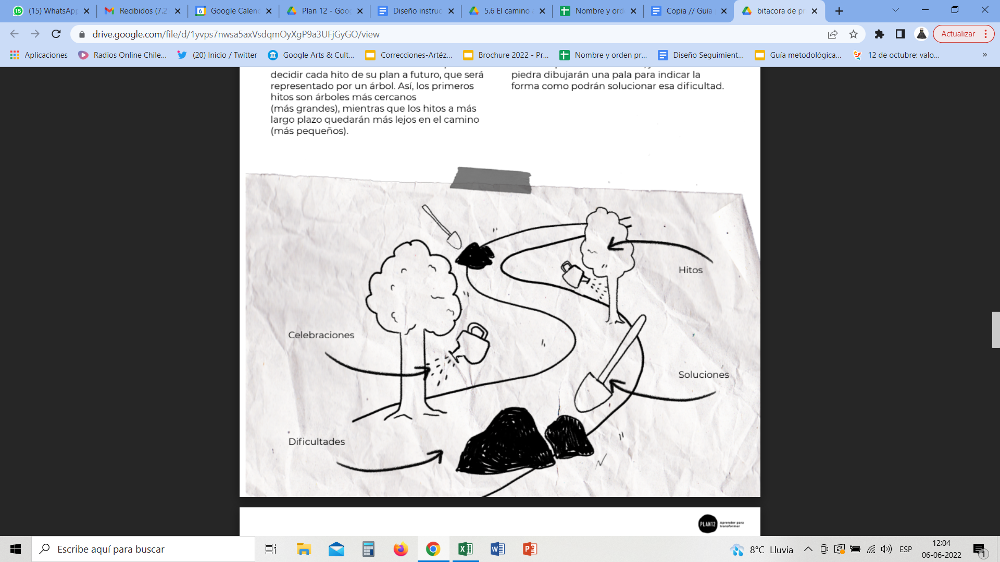 (15) WhatsApp
Recibidos (7.27
Google Calend
Plan 12 - Goog
Diseño instruc
5.6 El camino
Nombre y ord
Copia // Guía
bitacora de pr
drive.google.com/file/d/1yvps7nwsa5axVsdqmOyXgP9a3UFjGyGO/view
Actualizar
Aplicaciones
Radios Online Chile...
(20) Inicio / Twitter
Google Arts & Cult...
Correcciones-Artéz...
Brochure 2022 - Pr...
Nombre y orden pr...
Diseño Seguimient...
Guía metodológica...
12 de octubre: valo...
»
decidir cada hito de su plan a futuro, que será
representado por un árbol. Así, los primeros
hitos son árboles más cercanos
(más grandes), mientras que los hitos a más
largo plazo quedarán más lejos en el camino
(más pequeños).
piedra dibujarán una pala para indicar la
forma como podrán solucionar esa dificultad.
Hitos
Celebraciones
Soluciones
Dificultades
PLAN12
Aprender para
transformar
Escribe aquí para buscar
8°C Lluvia
ESP
12:04
06-06-2022
1